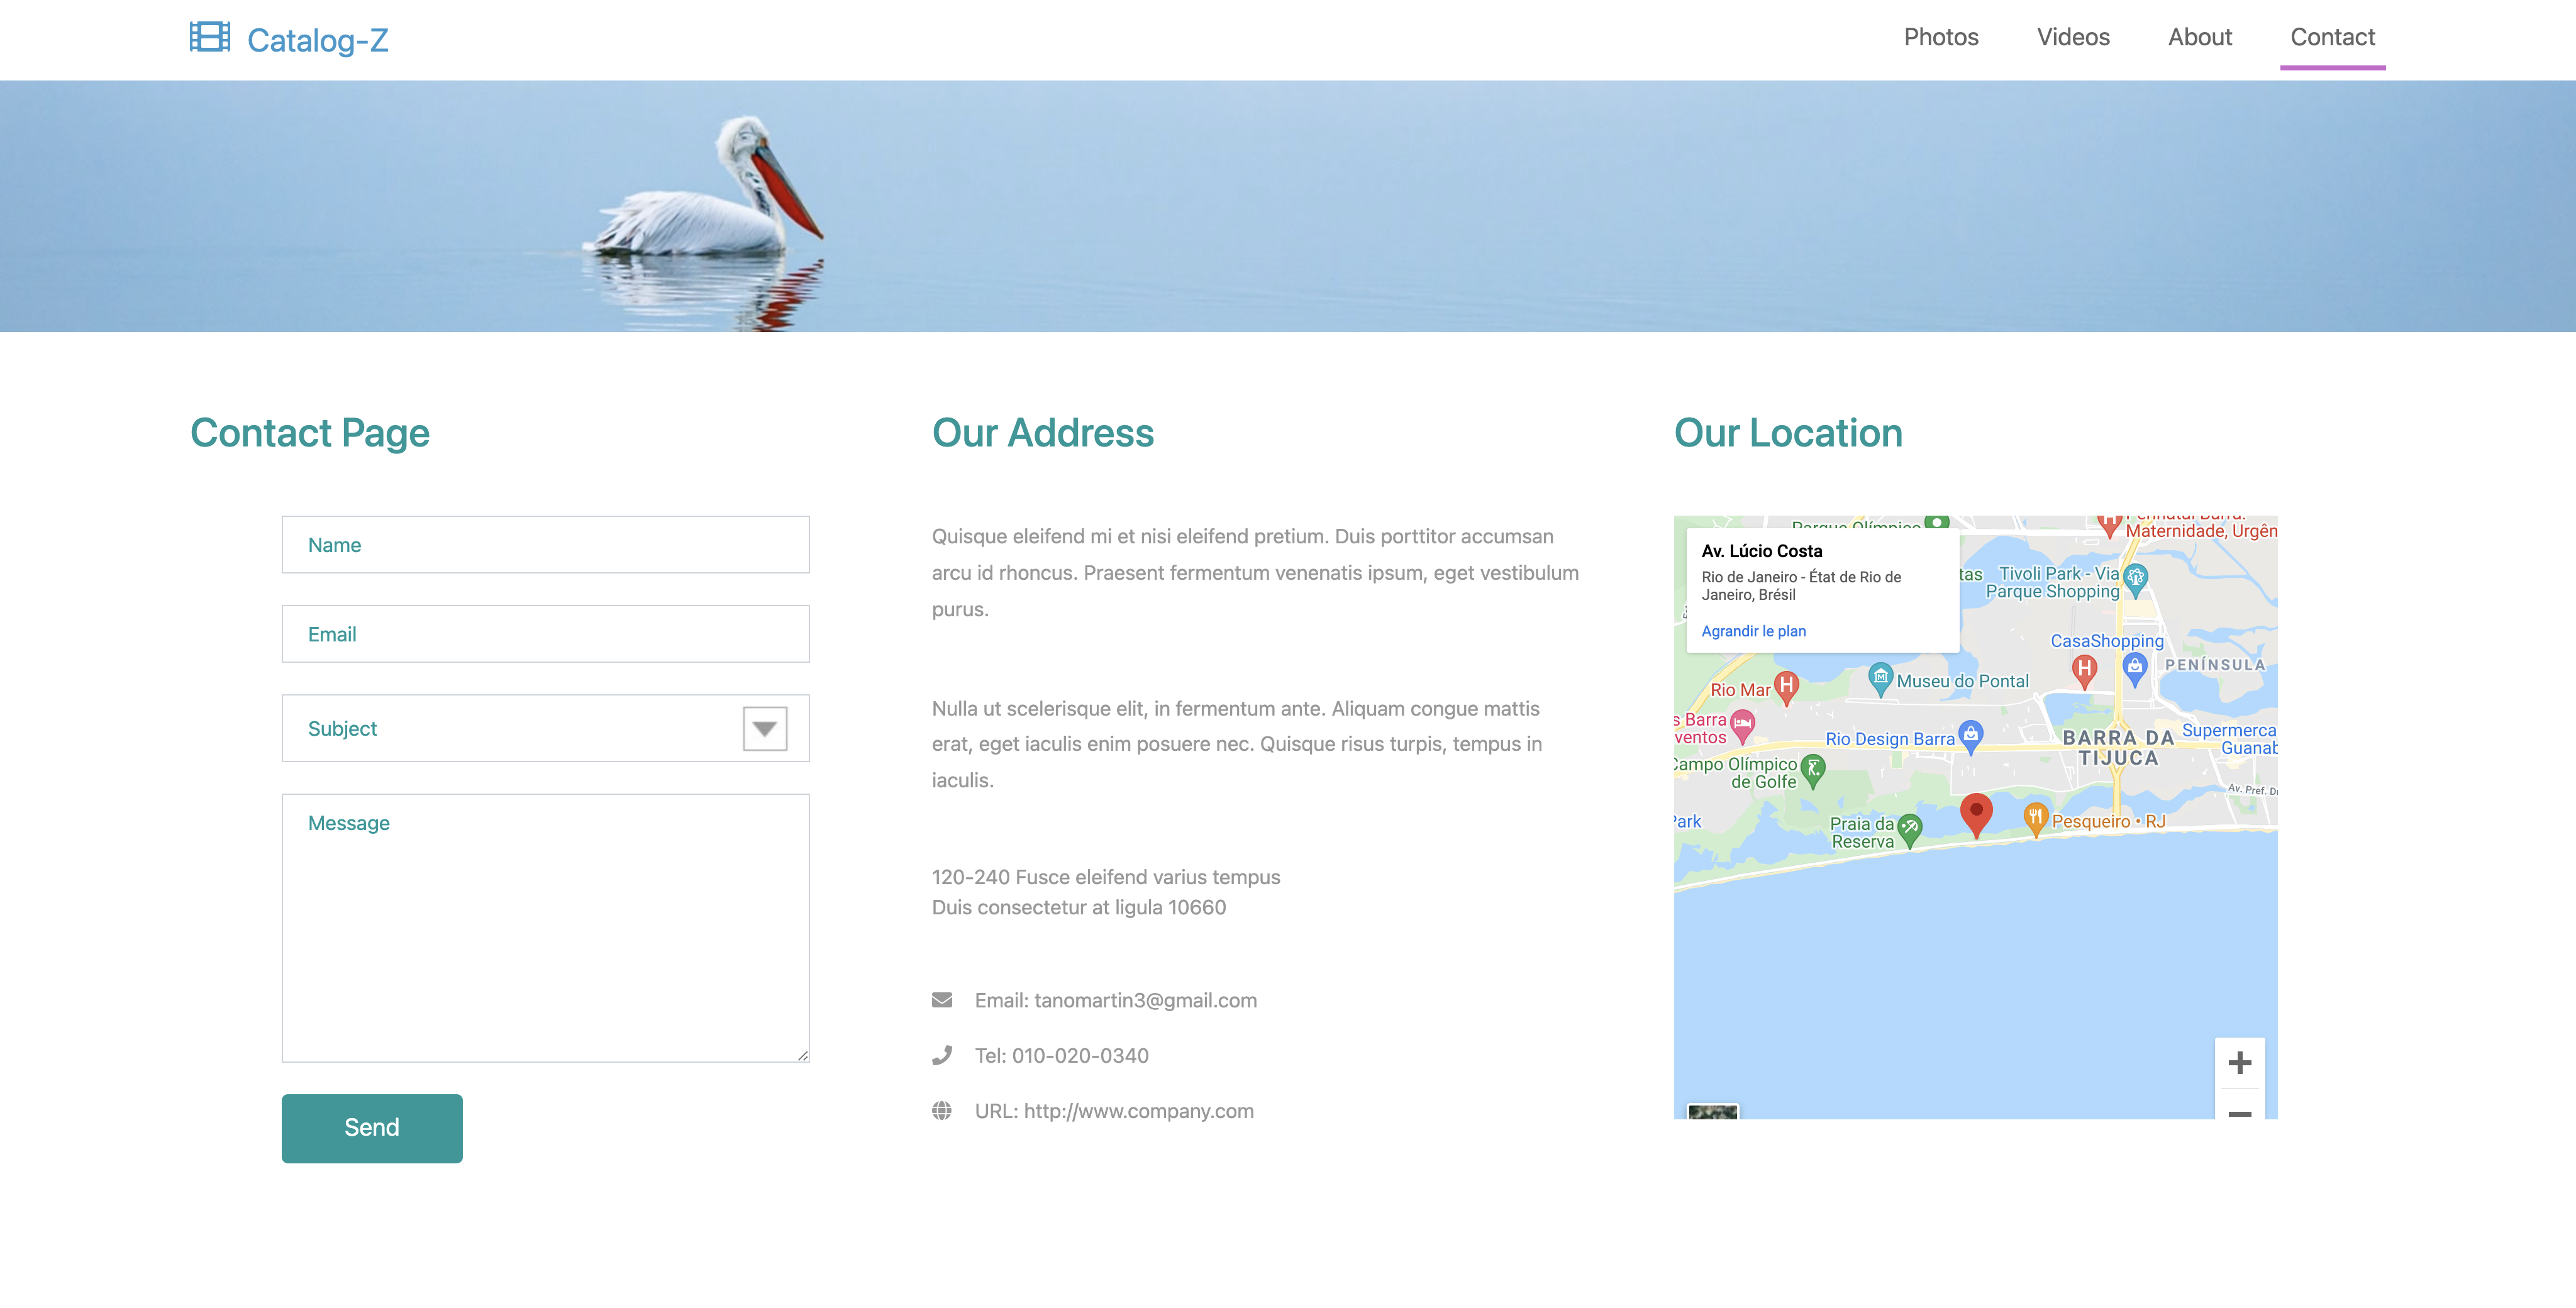 Catalog-Z
Photos
Videos
About
Contact
Contact Page
Name
Email
Subject
Message
Send
Our Address
Quisque eleifend mi et nisi eleifend pretium. Duis porttitor accumsan
arcu id rhoncus. Praesent fermentum venenatis ipsum, eget vestibulum
purus.
Nulla ut scelerisque elit, in fermentum ante. Aliquam congue mattis
erat, eget iaculis enim posuere nec. Quisque risus turpis, tempus in
iaculis.
120-240 Fusce eleifend varius tempus
Duis consectetur at ligula 10660
Email: tanomartin3@gmail.com
Tel: 010-020-0340
URL: http://www.company.com
Our Location
Parque Olímpico
Maternidade, Urgên
Av. Lúcio Costa
Rio de Janeiro - État de Rio de
Janeiro, Brésil
Agrandir le plan
tas
Tivoli Park - Via
Parque Shopping
CasaShopping
PENÍNSULA
Rio Mar
Museu do Pontal
s Barra
ventos
Rio Design Barra
BARRA DA
TIJUCA
Supermerca
Guanab
Campo Olímpico
de Golfe
Av. Pref. Du
Park
Praia da
Reserva
Pesqueiro • RJ